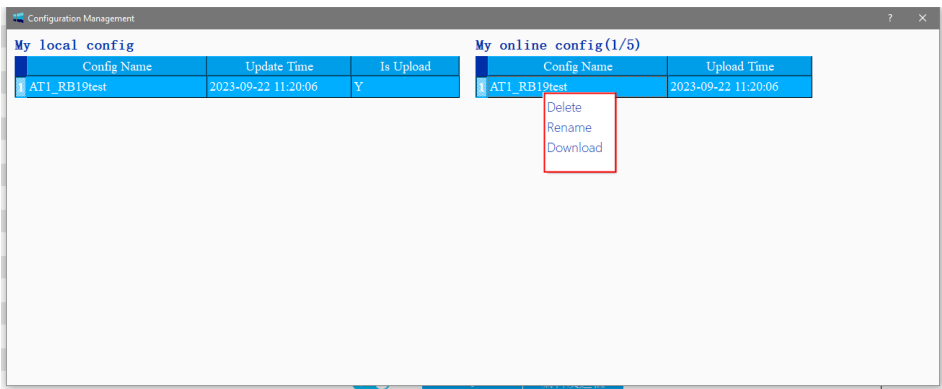 Configuration Management
?
My local config
Config Name Update Time Is Upload
1 AT1_RB19test 2023-09-22 11:20:06 Y
My online config(1/5)
Config Name Upload Time
1 AT1_RB19test 2023-09-22 11:20:06
Delete
Rename
Download